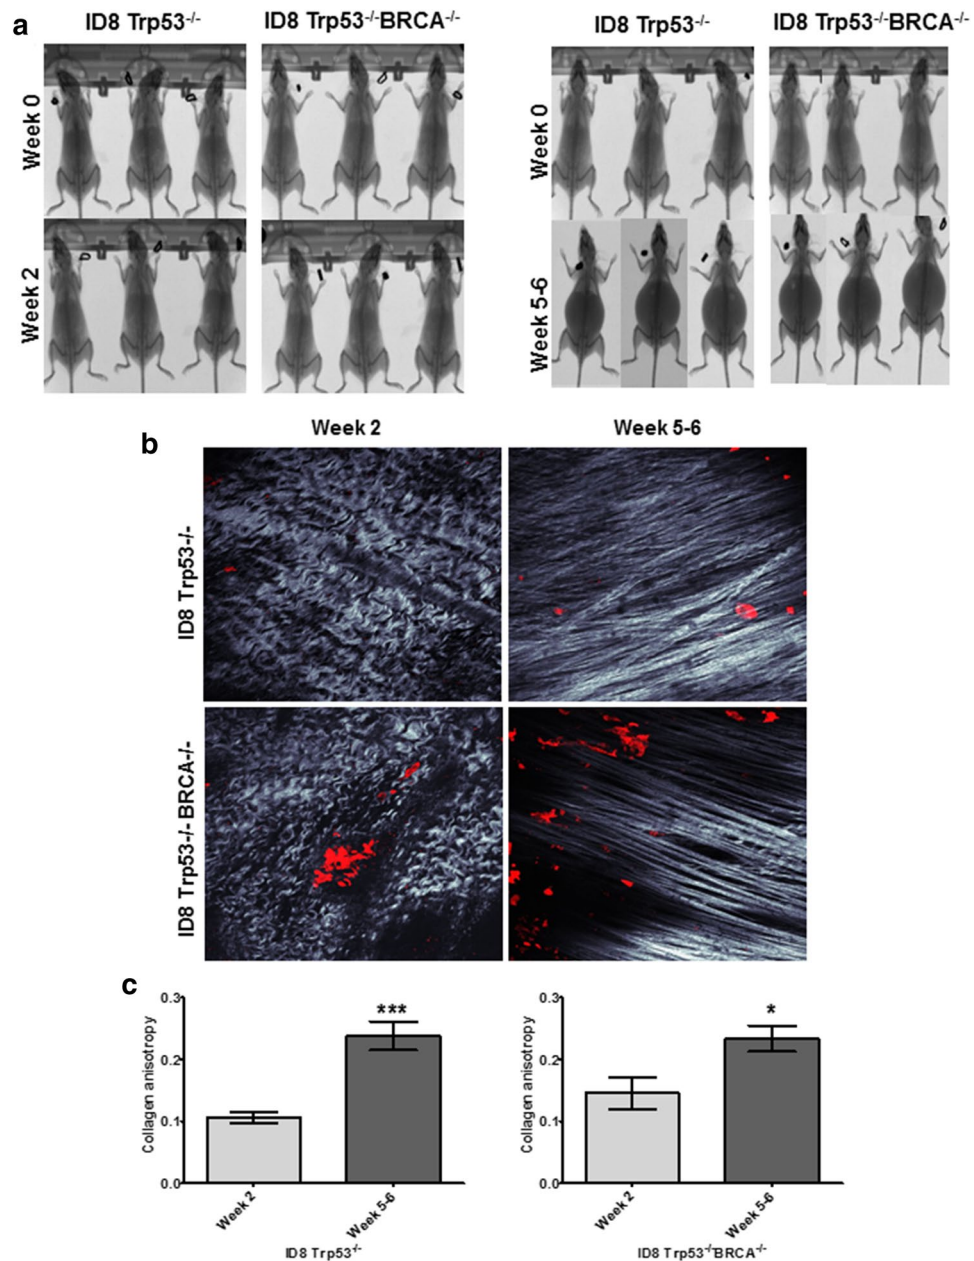 a
ID8 Trp53-/-
ID8 Trp53-/-BRCA-/-
ID8 Trp53-/-
ID8 Trp53-/-BRCA-/-
Week 0
Week 2
Week 0
Week 5-6
b
Week 2
Week 5-6
ID8 Trp53-/-
ID8 Trp53-/- BRCA-/-
c
Collagen anisotropy
0.3
0.2
0.1
0.0
***
Week 2
Week 5-6
ID8 Trp53-/-
Collagen anisotropy
0.3
0.2
0.1
0.0
*
Week 2
Week 5-6
ID8 Trp53-/-BRCA-/-